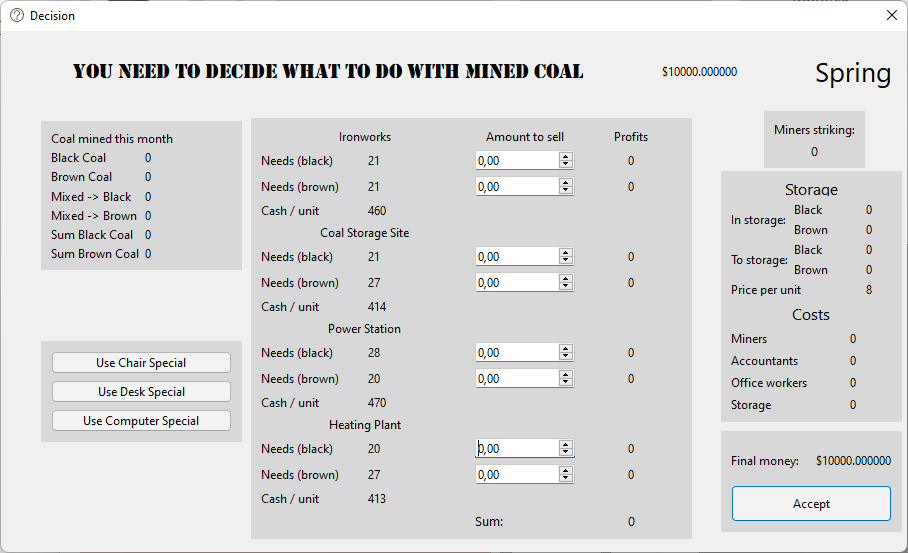 Decision
YOU NEED TO DECIDE WHAT TO DO WITH MINED COAL
$10000.000000
Spring
Coal mined this month
Black Coal 0
Brown Coal 0
Mixed -> Black 0
Mixed -> Brown 0
Sum Black Coal 0
Sum Brown Coal 0
Use Chair Special
Use Desk Special
Use Computer Special
Ironworks Amount to sell Profits
Needs (black) 21 0,00 0
Needs (brown) 21 0,00 0
Cash / unit 460
Coal Storage Site
Needs (black) 21 0,00 0
Needs (brown) 27 0,00 0
Cash / unit 414
Power Station
Needs (black) 28 0,00 0
Needs (brown) 20 0,00 0
Cash / unit 470
Heating Plant
Needs (black) 20 0,00 0
Needs (brown) 27 0,00 0
Cash / unit 413
Sum: 0
Miners striking:
0
Storage
In storage:
Black 0
Brown 0
To storage:
Black 0
Brown 0
Price per unit 8
Costs
Miners 0
Accountants 0
Office workers 0
Storage 0
Final money: $10000.000000
Accept